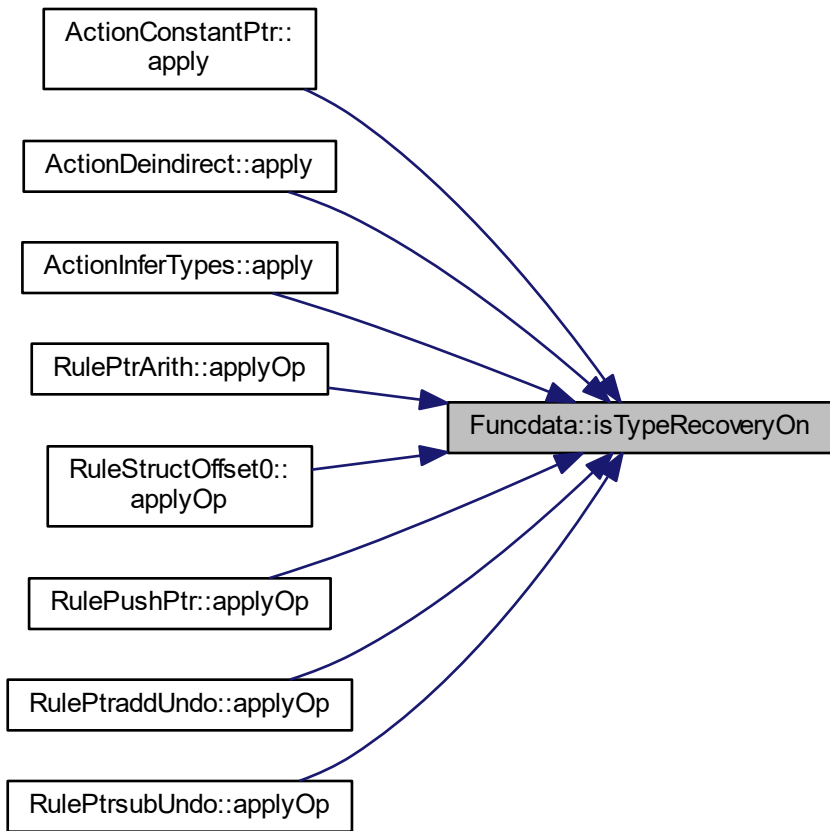 ActionConstantPtr::
apply
ActionDeindirect::apply
ActionInferTypes::apply
RulePtrArith::applyOp
Funcdata::isTypeRecoveryOn
RuleStructOffset0::
applyOp
RulePushPtr::applyOp
RulePtraddUndo::applyOp
RulePtrsubUndo::applyOp